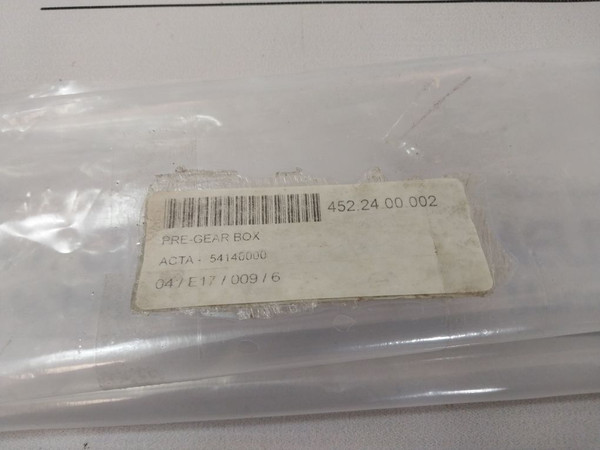 452.24.00.002
PRE-GEAR BOX
ACTA - 54140000
04 / E17 / 009 / 6